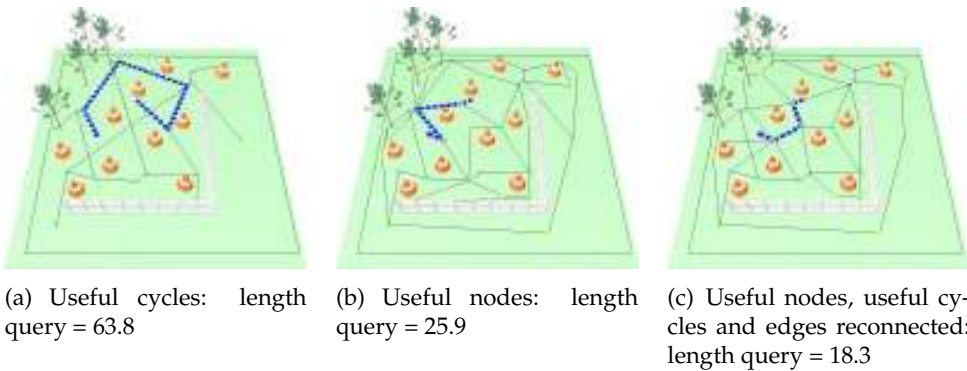 (a) Useful cycles: length
query = 63.8
(b) Useful nodes: length
query = 25.9
(c) Useful nodes, useful cy-
cles and edges reconnected:
length query = 18.3